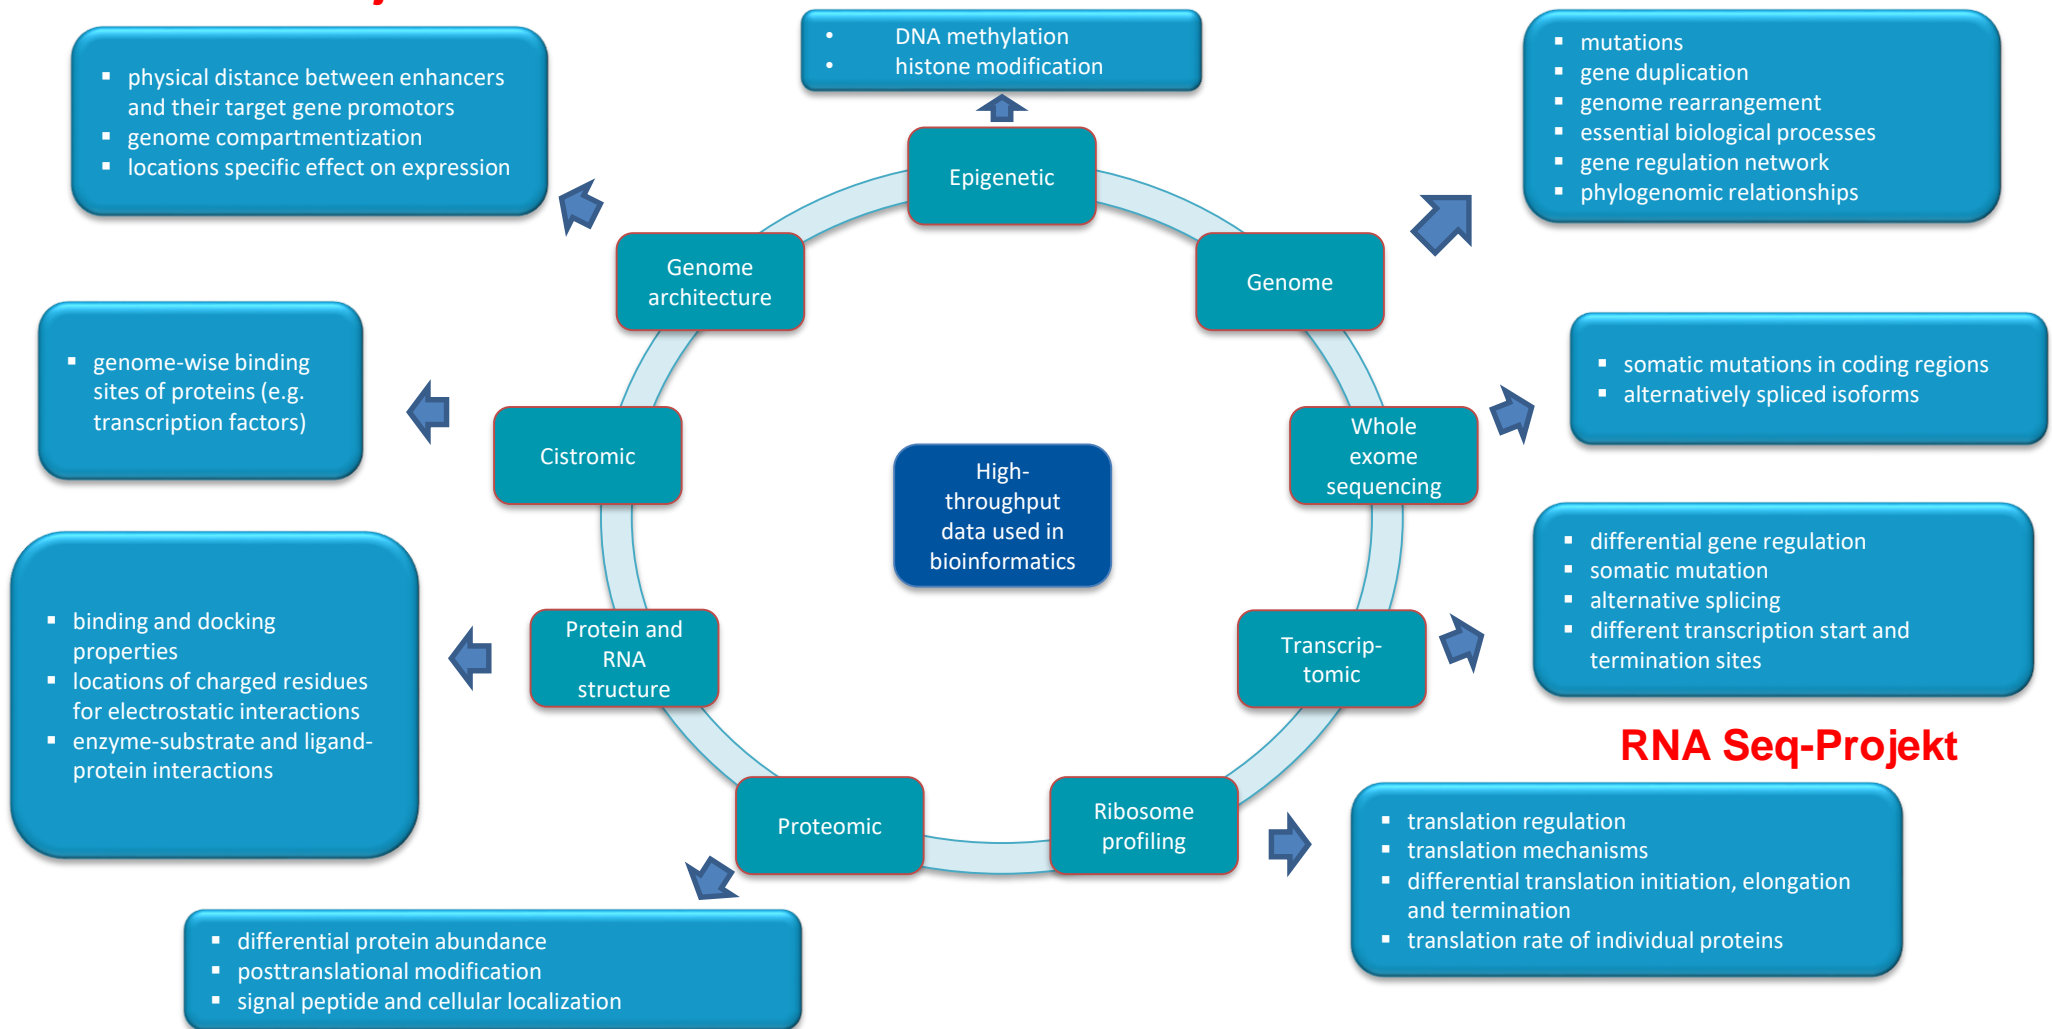 DNA methylation
histone modification
physical distance between enhancers
and their target gene promotors
genome compartmentization
locations specific effect on expression
mutations
gene duplication
genome rearrangement
essential biological processes
gene regulation network
phylogenomic relationships
Epigenetic
Genome
architecture
Genome
genome-wise binding
sites of proteins (e.g.
transcription factors)
somatic mutations in coding regions
alternatively spliced isoforms
Cistromic
Whole
exome
sequencing
High-
throughput
data used in
bioinformatics
binding and docking
properties
locations of charged residues
for electrostatic interactions
enzyme-substrate and ligand-
protein interactions
Protein and
RNA
structure
Transcrip-
tomic
differential gene regulation
somatic mutation
alternative splicing
different transcription start and
termination sites
RNA Seq-Projekt
Proteomic
Ribosome
profiling
translation regulation
translation mechanisms
differential translation initiation, elongation
and termination
translation rate of individual proteins
differential protein abundance
posttranslational modification
signal peptide and cellular localization